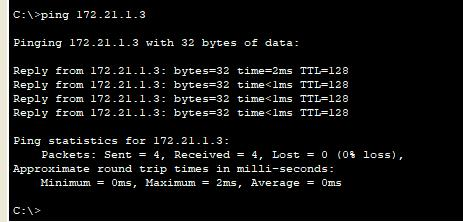 C:\>ping 172.21.1.3
Pinging 172.21.1.3 with 32 bytes of data:
Reply from 172.21.1.3: bytes=32 time=2ms TTL=128
Reply from 172.21.1.3: bytes=32 time<1ms TTL=128
Reply from 172.21.1.3: bytes=32 time<1ms TTL=128
Reply from 172.21.1.3: bytes=32 time<1ms TTL=128
Ping statistics for 172.21.1.3:
Packets: Sent = 4, Received = 4, Lost = 0 (0% loss),
Approximate round trip times in milli-seconds:
Minimum = 0ms, Maximum = 2ms, Average = 0ms
C:\>